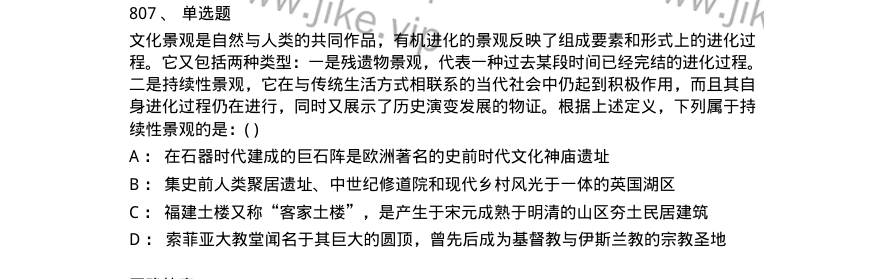 www.jike.vip
www.ji
807 、 单选题
文化景观是自然与人类的共同作品，有机进化的景观反映了组成要素和形式上的进化过
程。它又包括两种类型：一是残遗物景观，代表一种过去某段时间已经完结的进化过程。
二是持续性景观，它在与传统生活方式相联系的当代社会中仍起到积极作用，而且其自
身进化过程仍在进行，同时又展示了历史演变发展的物证。根据上述定义，下列属于持
续性景观的是：( )
A ： 在石器时代建成的巨石阵是欧洲著名的史前时代文化神庙遗址
B ： 集史前人类聚居遗址、中世纪修道院和现代乡村风光于一体的英国湖区
C ： 福建土楼又称“客家土楼”，是产生于宋元成熟于明清的山区夯土民居建筑
D ： 索菲亚大教堂闻名于其巨大的圆顶，曾先后成为基督教与伊斯兰教的宗教圣地